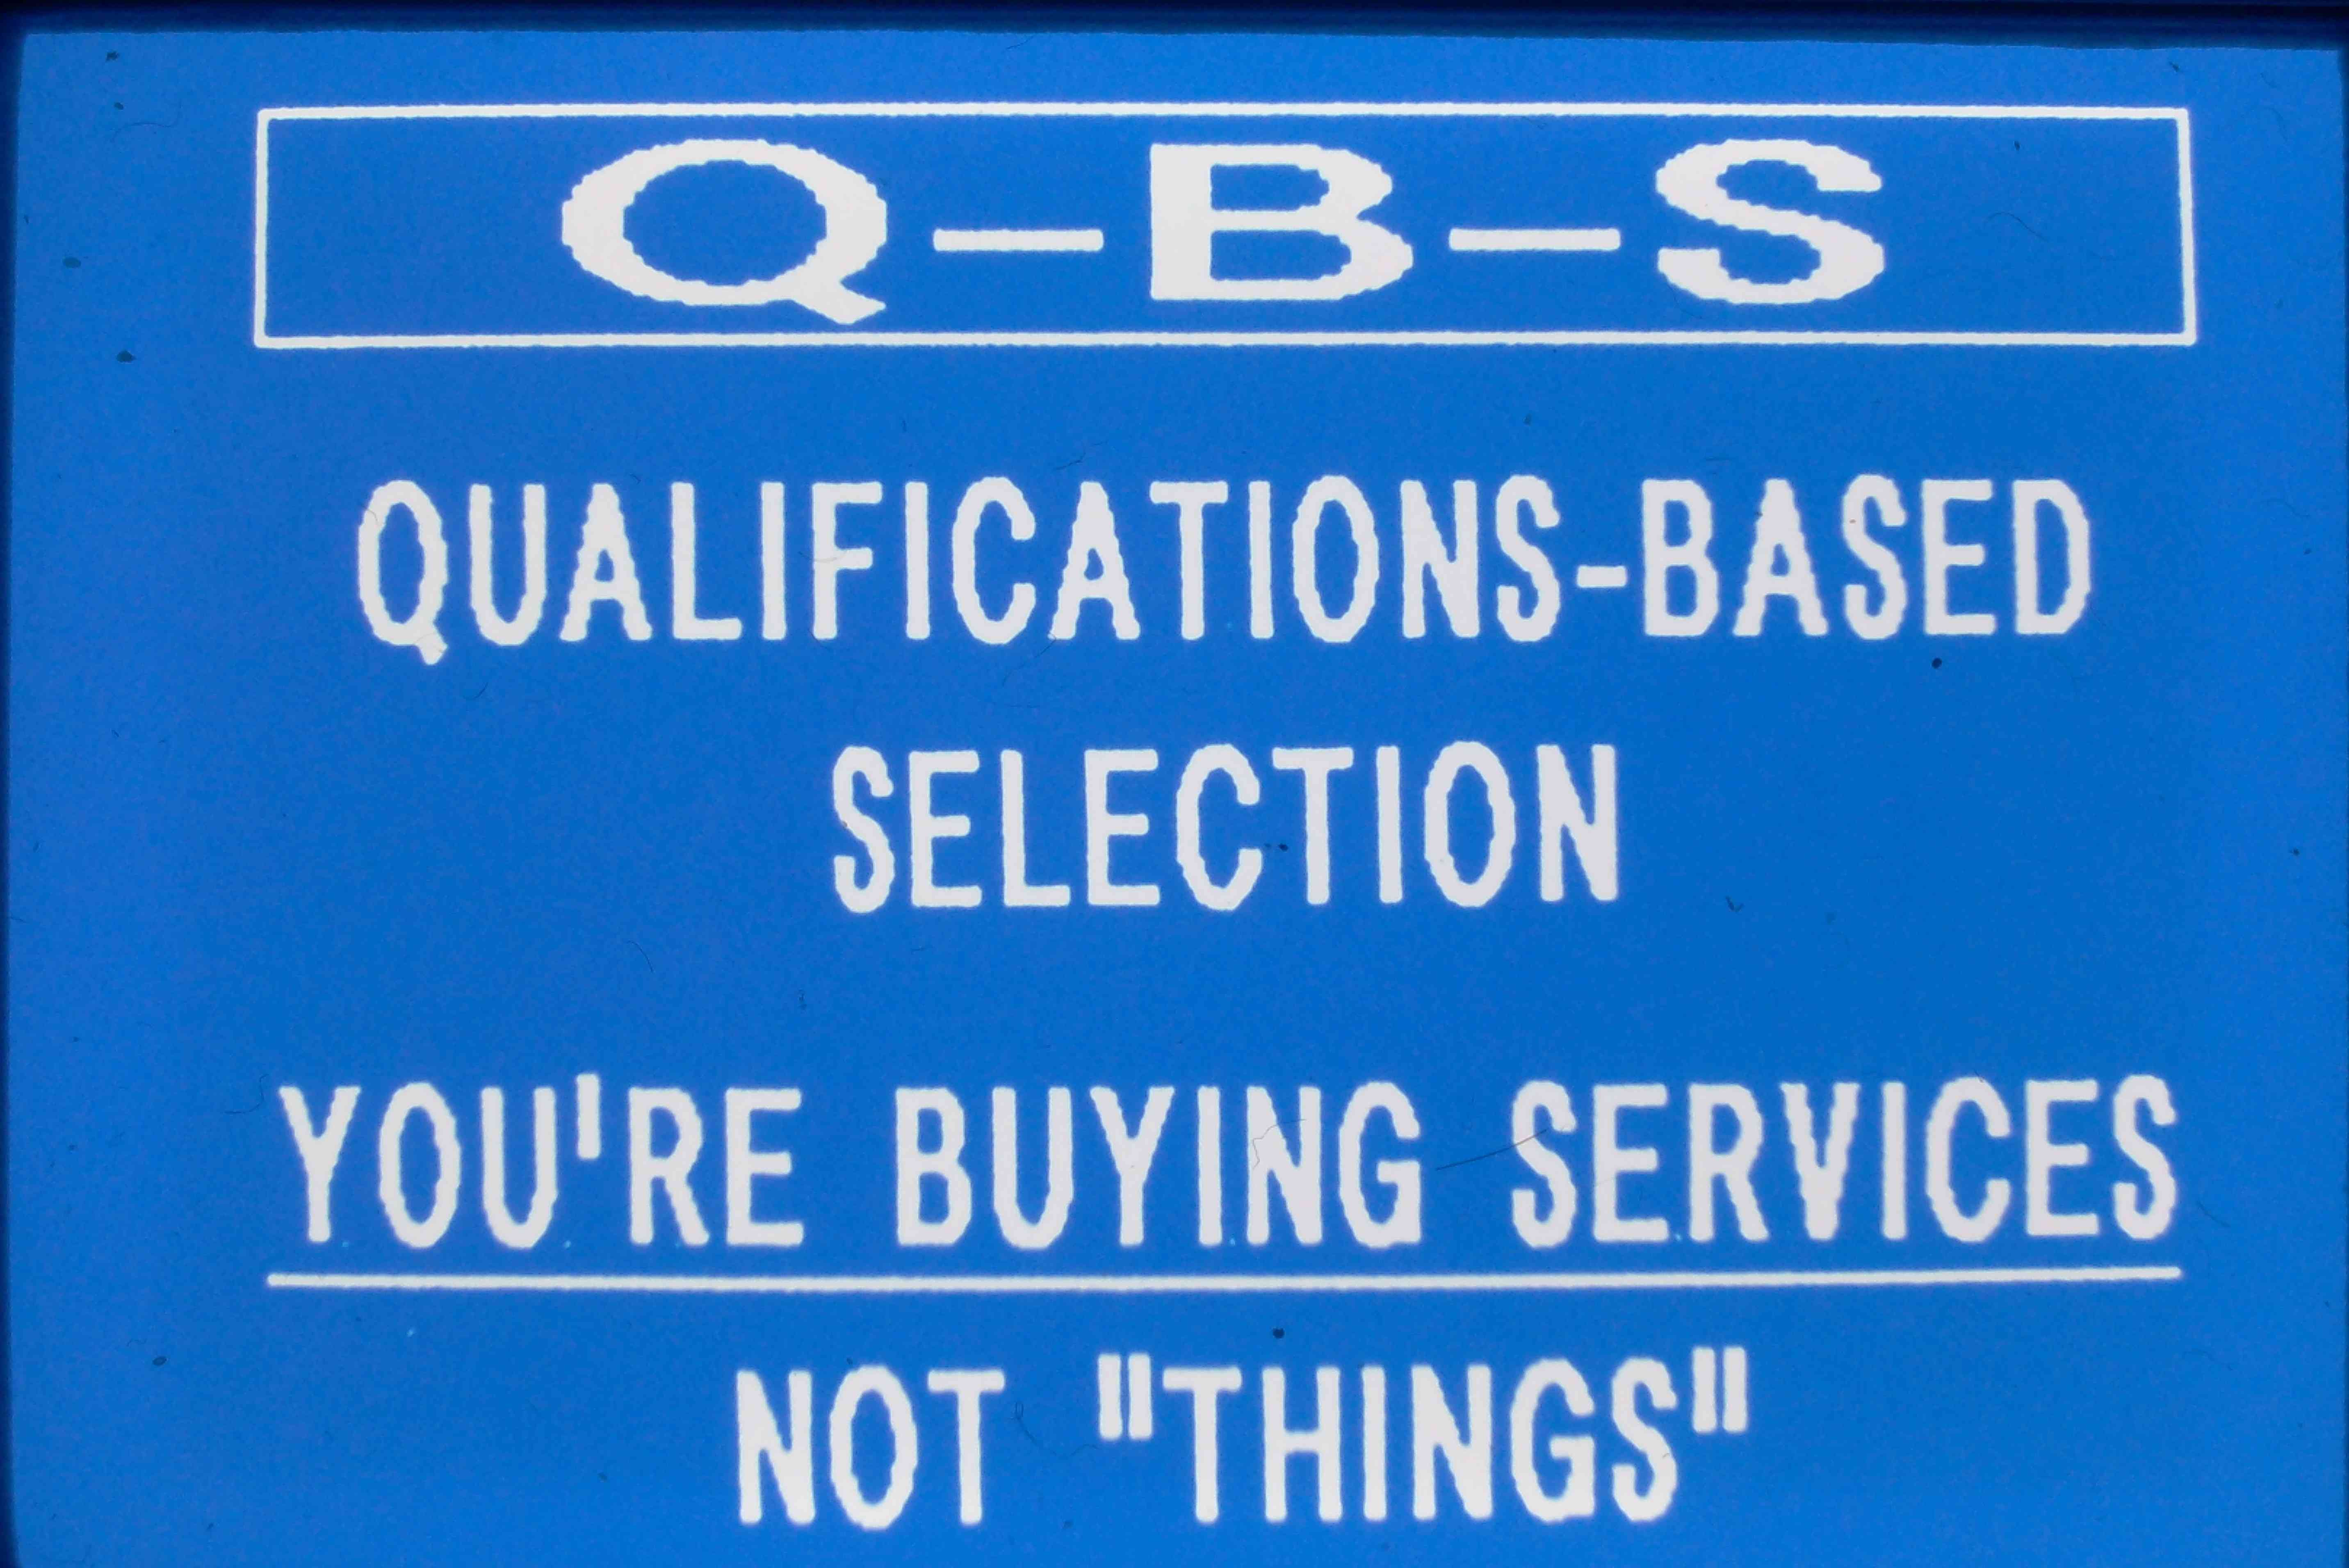 Q-B-S
QUALIFICATIONS-BASED
SELECTION
YOU'RE BUYING SERVICES
NOT "THINGS"